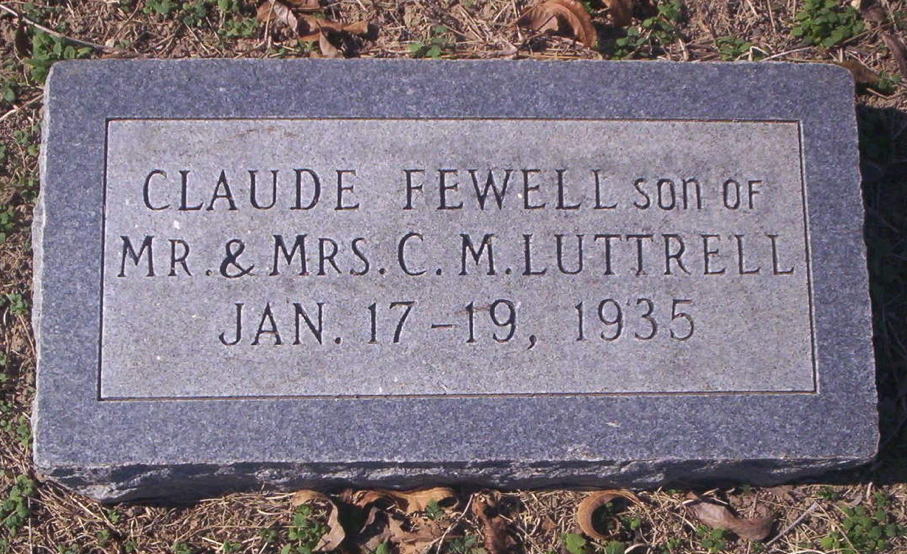 CLAUDE FEWELL SON OF
MR. & MRS. C. M. LUTTRELL
JAN. 17-19, 1935